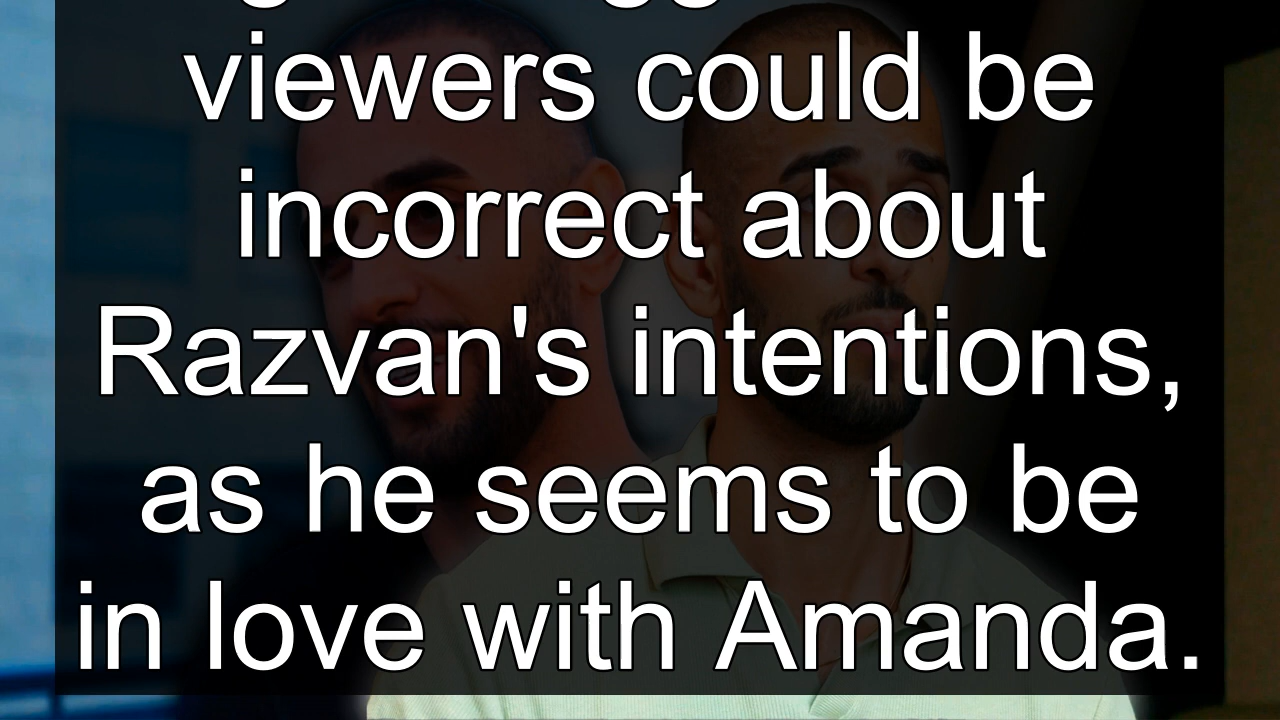 viewers could be
incorrect about
Razvan's intentions,
as he seems to be
in love with Amanda.